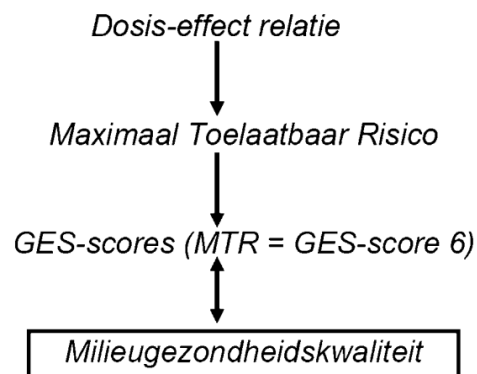 Dosis-effect relatie
Maximaal Toelaatbaar Risico
GES-scores (MTR = GES-score 6)
Milieugezondheidskwaliteit